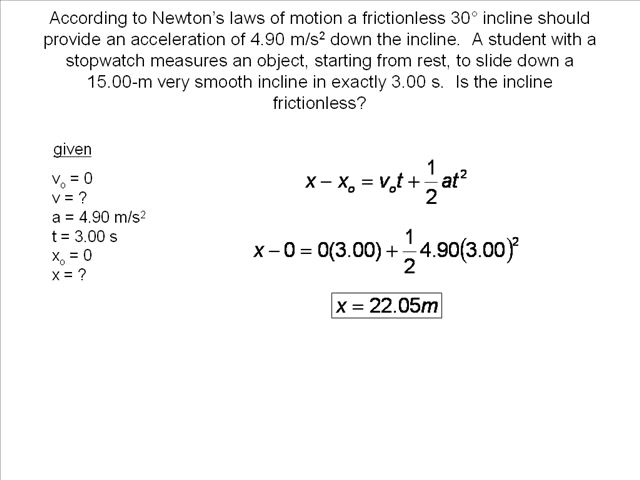 According to Newton's laws of motion a frictionless 30° incline should
provide an acceleration of 4.90 m/s² down the incline.  A student with a
stopwatch measures an object, starting from rest, to slide down a
15.00-m very smooth incline in exactly 3.00 s.  Is the incline
frictionless?
given
vₒ = 0
v = ?
a = 4.90 m/s²
t = 3.00 s
xₒ = 0
x = ?
x − xₒ = vₒt + 1/2 at²
x − 0 = 0(3.00) + 1/2 4.90(3.00)²
x = 22.05m